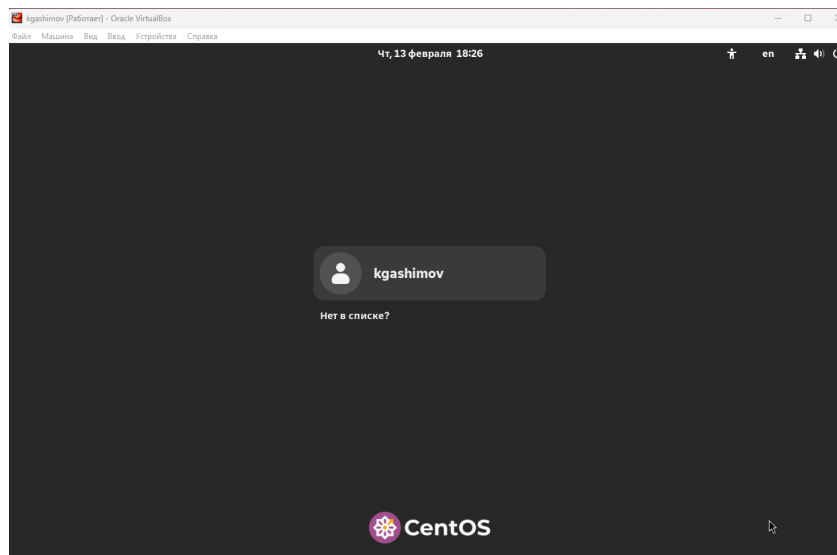 kgashimov [Работает] - Oracle VirtualBox
Файл Машина Вид Ввод Устройства Справка
Чт, 13 февраля 18:26 en
kgashimov
Нет в списке?
CentOS